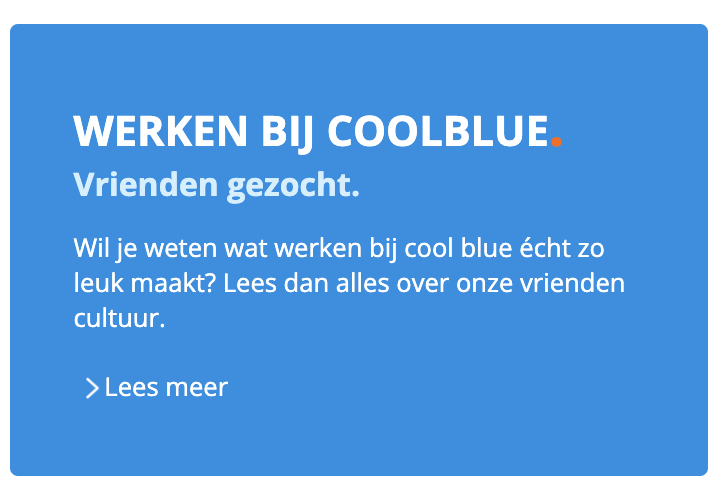 WERKEN BIJ COOLBLUE.
Vrienden gezocht.
Wil je weten wat werken bij cool blue écht zo
leuk maakt? Lees dan alles over onze vrienden
cultuur.
Lees meer